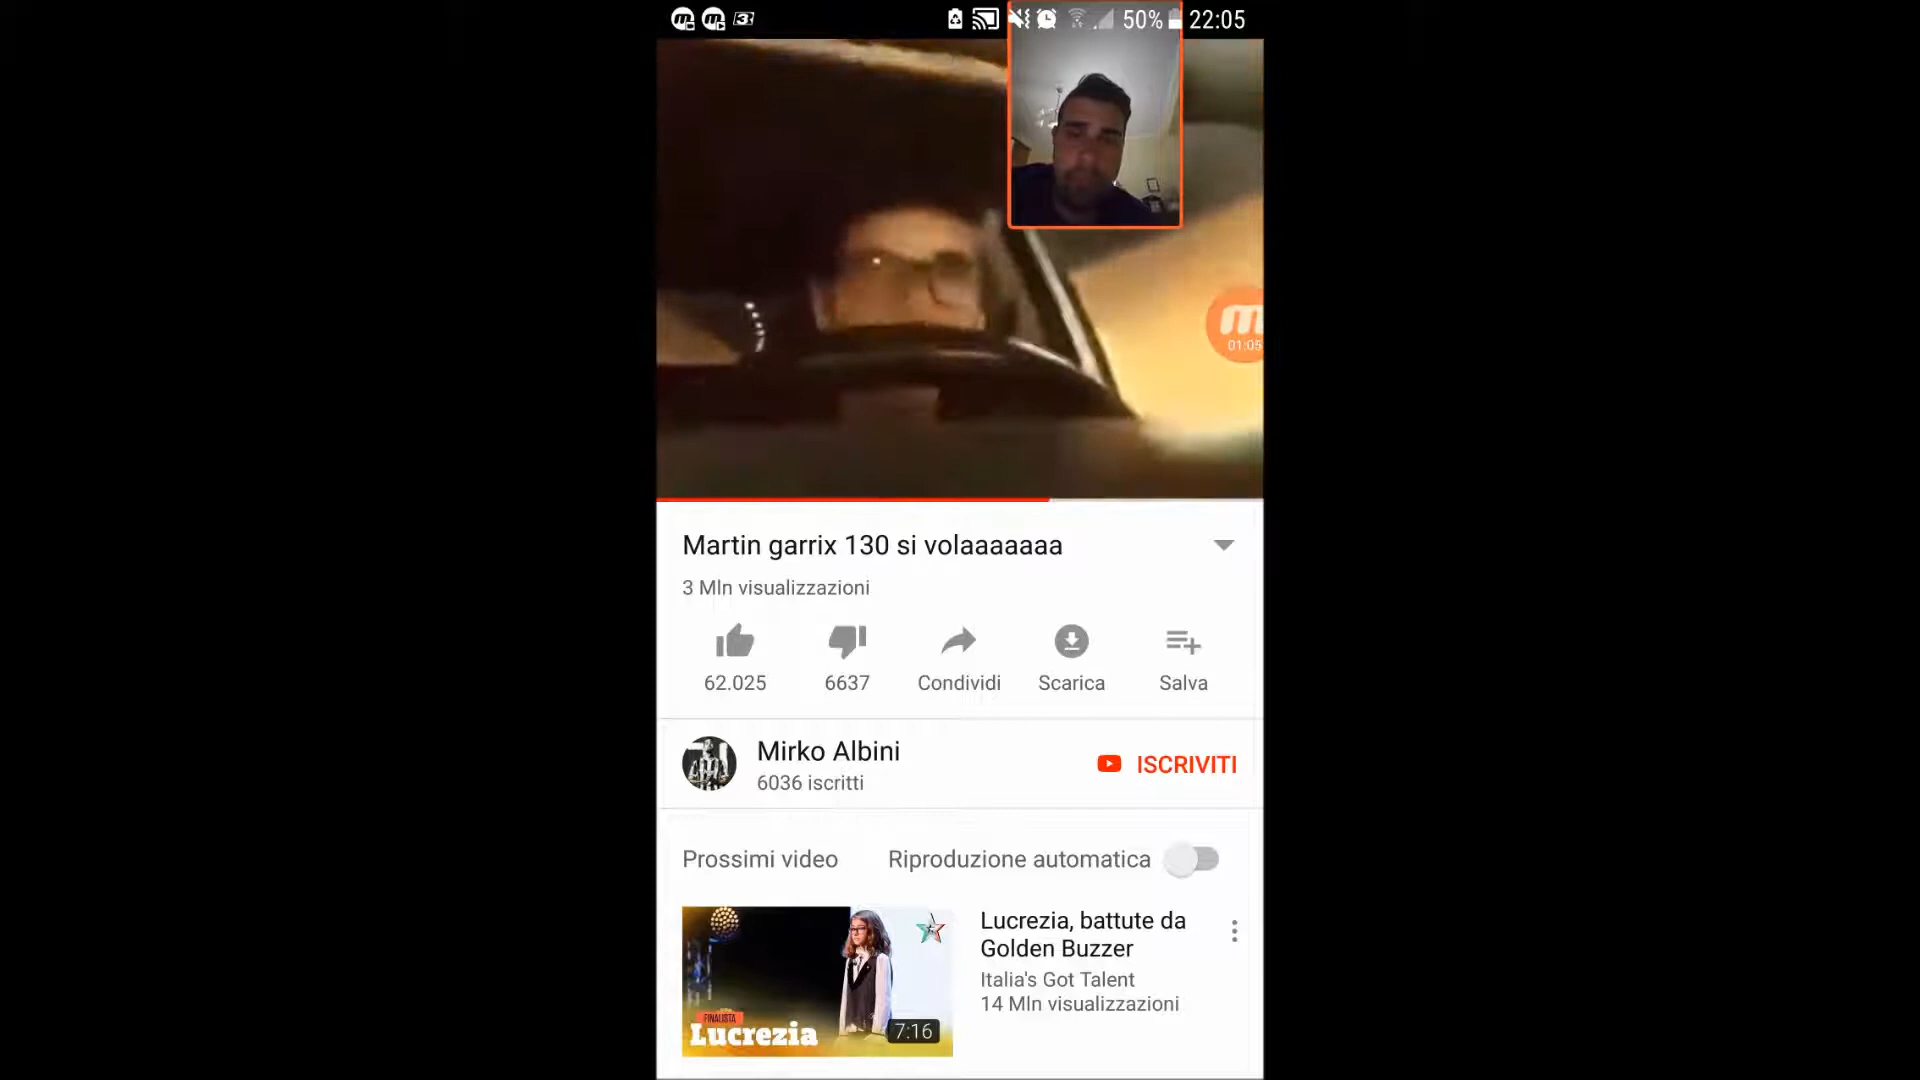 50% 22:05
01:05
Martin garrix 130 si volaaaaaaa
3 Mln visualizzazioni
62.025 6637 Condividi Scarica Salva
Mirko Albini
6036 iscritti
ISCRIVITI
Prossimi video Riproduzione automatica
Lucrezia, battute da
Golden Buzzer
Italia's Got Talent
14 Mln visualizzazioni
FINALISTA
Lucrezia
7:16